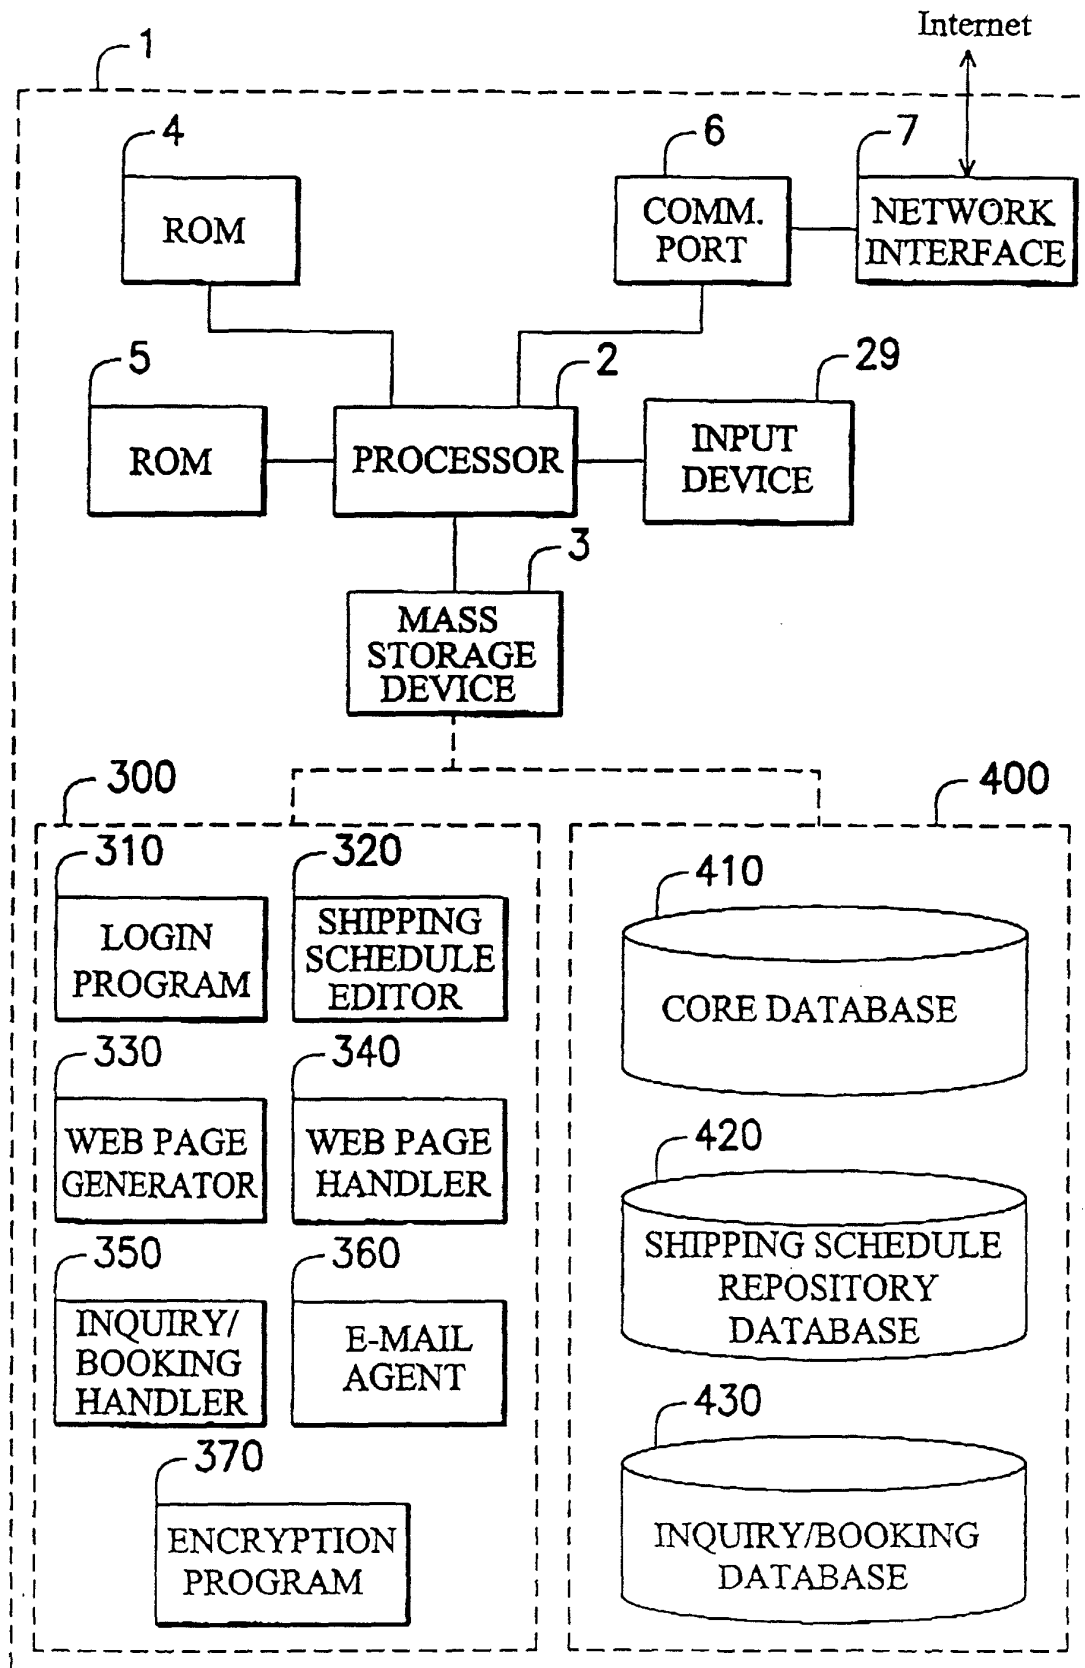 Internet
1
4
6
7
ROM
COMM.
PORT
NETWORK
INTERFACE
5
2
29
ROM
PROCESSOR
INPUT
DEVICE
3
MASS
STORAGE
DEVICE
300
400
310
320
410
LOGIN
PROGRAM
SHIPPING
SCHEDULE
EDITOR
CORE DATABASE
330
340
420
WEB PAGE
GENERATOR
WEB PAGE
HANDLER
SHIPPING SCHEDULE
REPOSITORY
DATABASE
350
360
430
INQUIRY/
BOOKING
HANDLER
E-MAIL
AGENT
370
ENCRYPTION
PROGRAM
INQUIRY/BOOKING
DATABASE